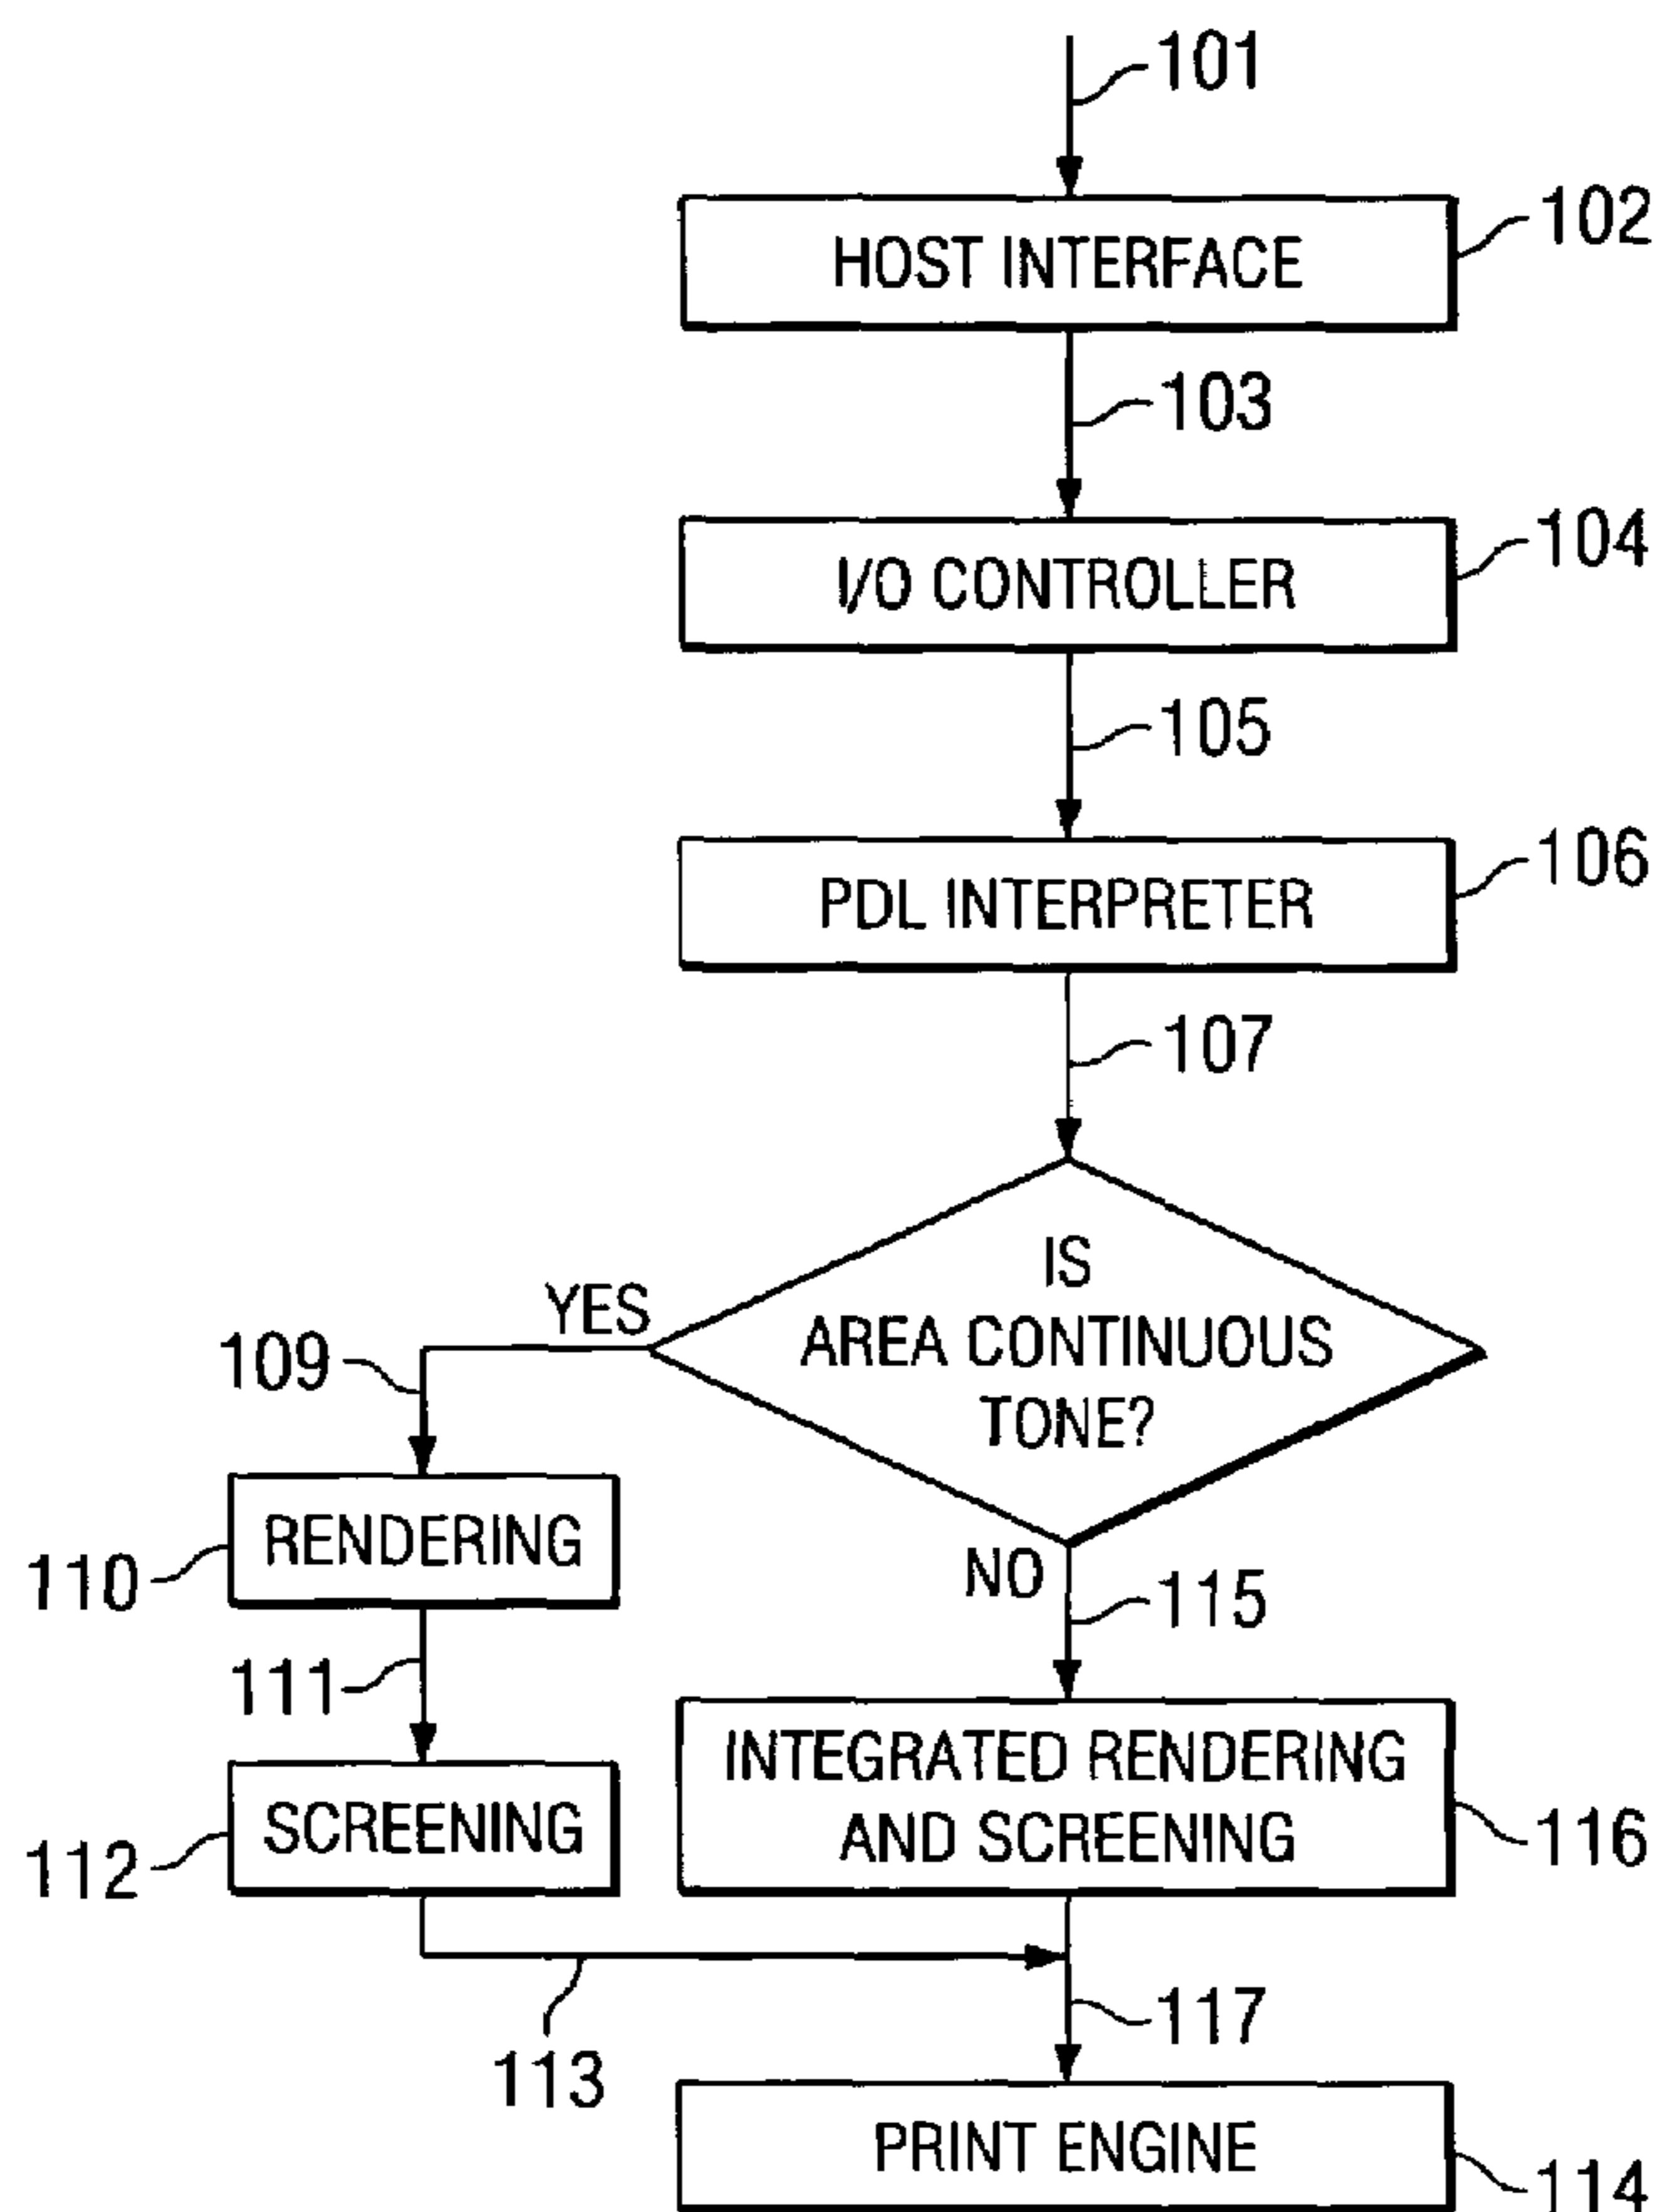 101
HOST INTERFACE
102
103
I/O CONTROLLER
104
105
PDL INTERPRETER
106
107
IS
AREA CONTINUOUS
TONE?
YES
109
NO
RENDERING
110
115
111
INTEGRATED RENDERING
AND SCREENING
116
SCREENING
112
117
113
PRINT ENGINE
114